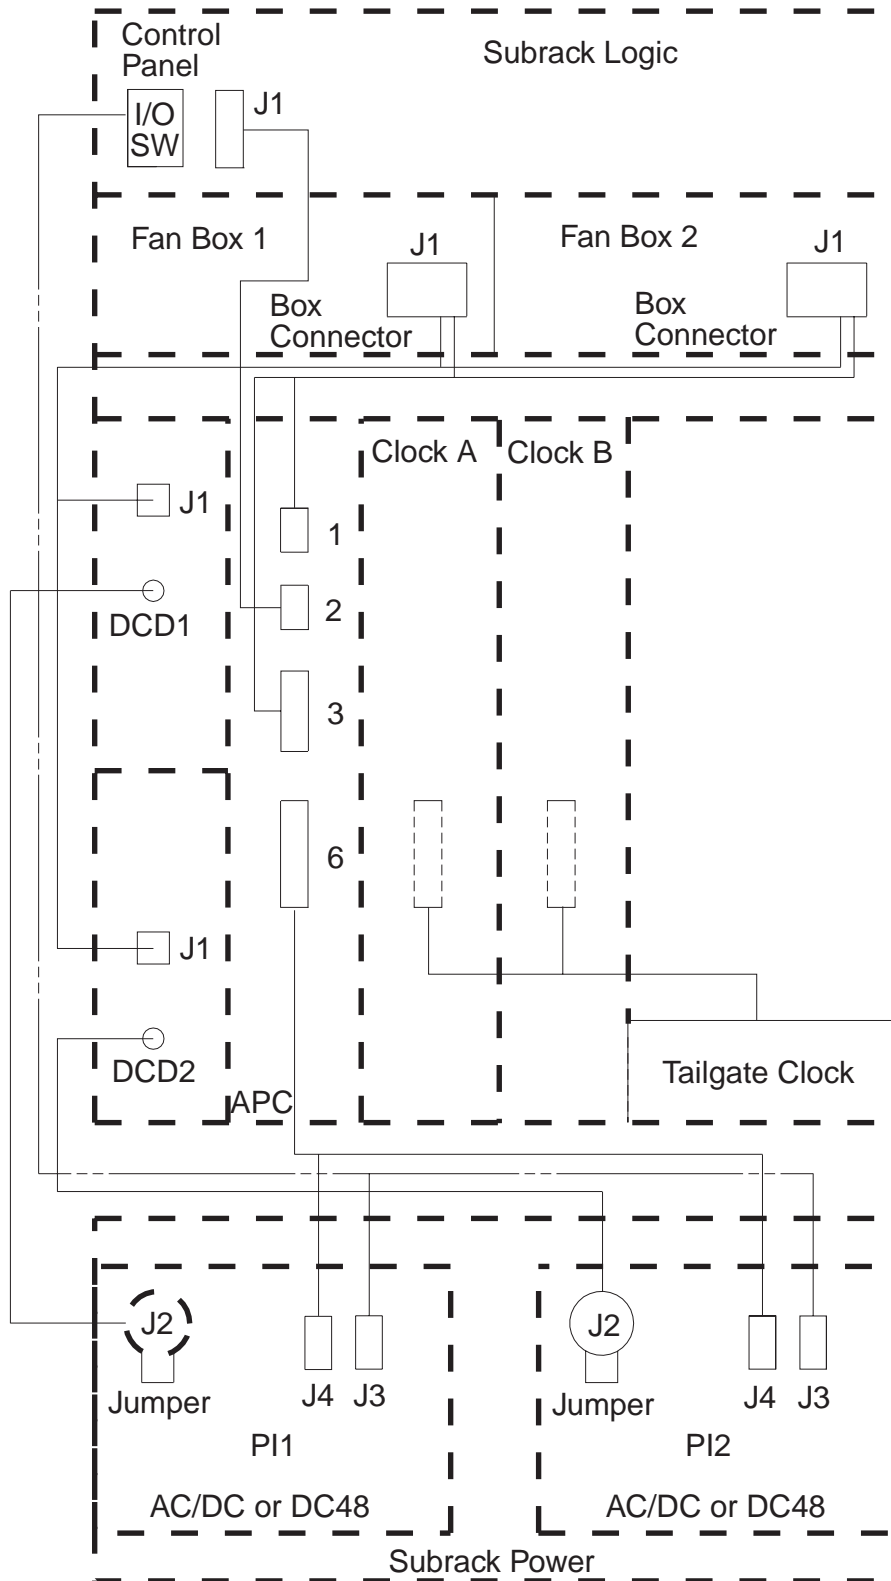 Control
Panel
Subrack Logic
I/O
SW
J1
Fan Box 1
J1
Fan Box 2
J1
Box
Connector
Box
Connector
Clock A
Clock B
J1
1
DCD1
2
3
6
J1
DCD2
APC
Tailgate Clock
J2
J2
Jumper
J4
J3
Jumper
J4
J3
PI1
PI2
AC/DC or DC48
AC/DC or DC48
Subrack Power